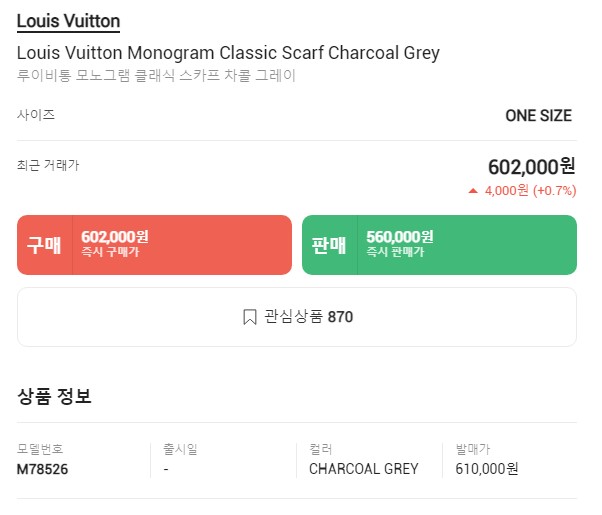 Louis Vuitton
Louis Vuitton Monogram Classic Scarf Charcoal Grey
루이비통 모노그램 클래식 스카프 차콜 그레이
사이즈 ONE SIZE
최근 거래가 602,000원
4,000원 (+0.7%)
구매 602,000원 즉시 구매가
판매 560,000원 즉시 판매가
관심상품 870
상품 정보
모델번호 출시일 컬러 발매가
M78526 - CHARCOAL GREY 610,000원